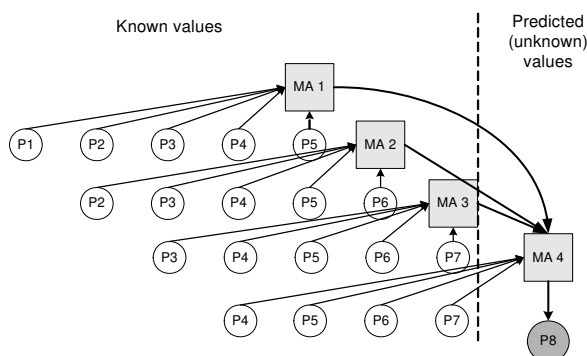 Known values
Predicted
(unknown)
values
MA 1
P1 P2 P3 P4 P5
MA 2
P2 P3 P4 P5 P6
MA 3
P3 P4 P5 P6 P7
MA 4
P4 P5 P6 P7
P8